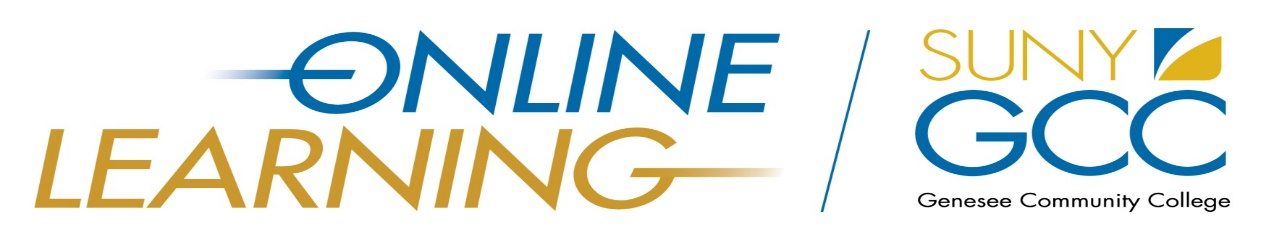 ONLINE
LEARNING
SUNY
GCC
Genesee Community College